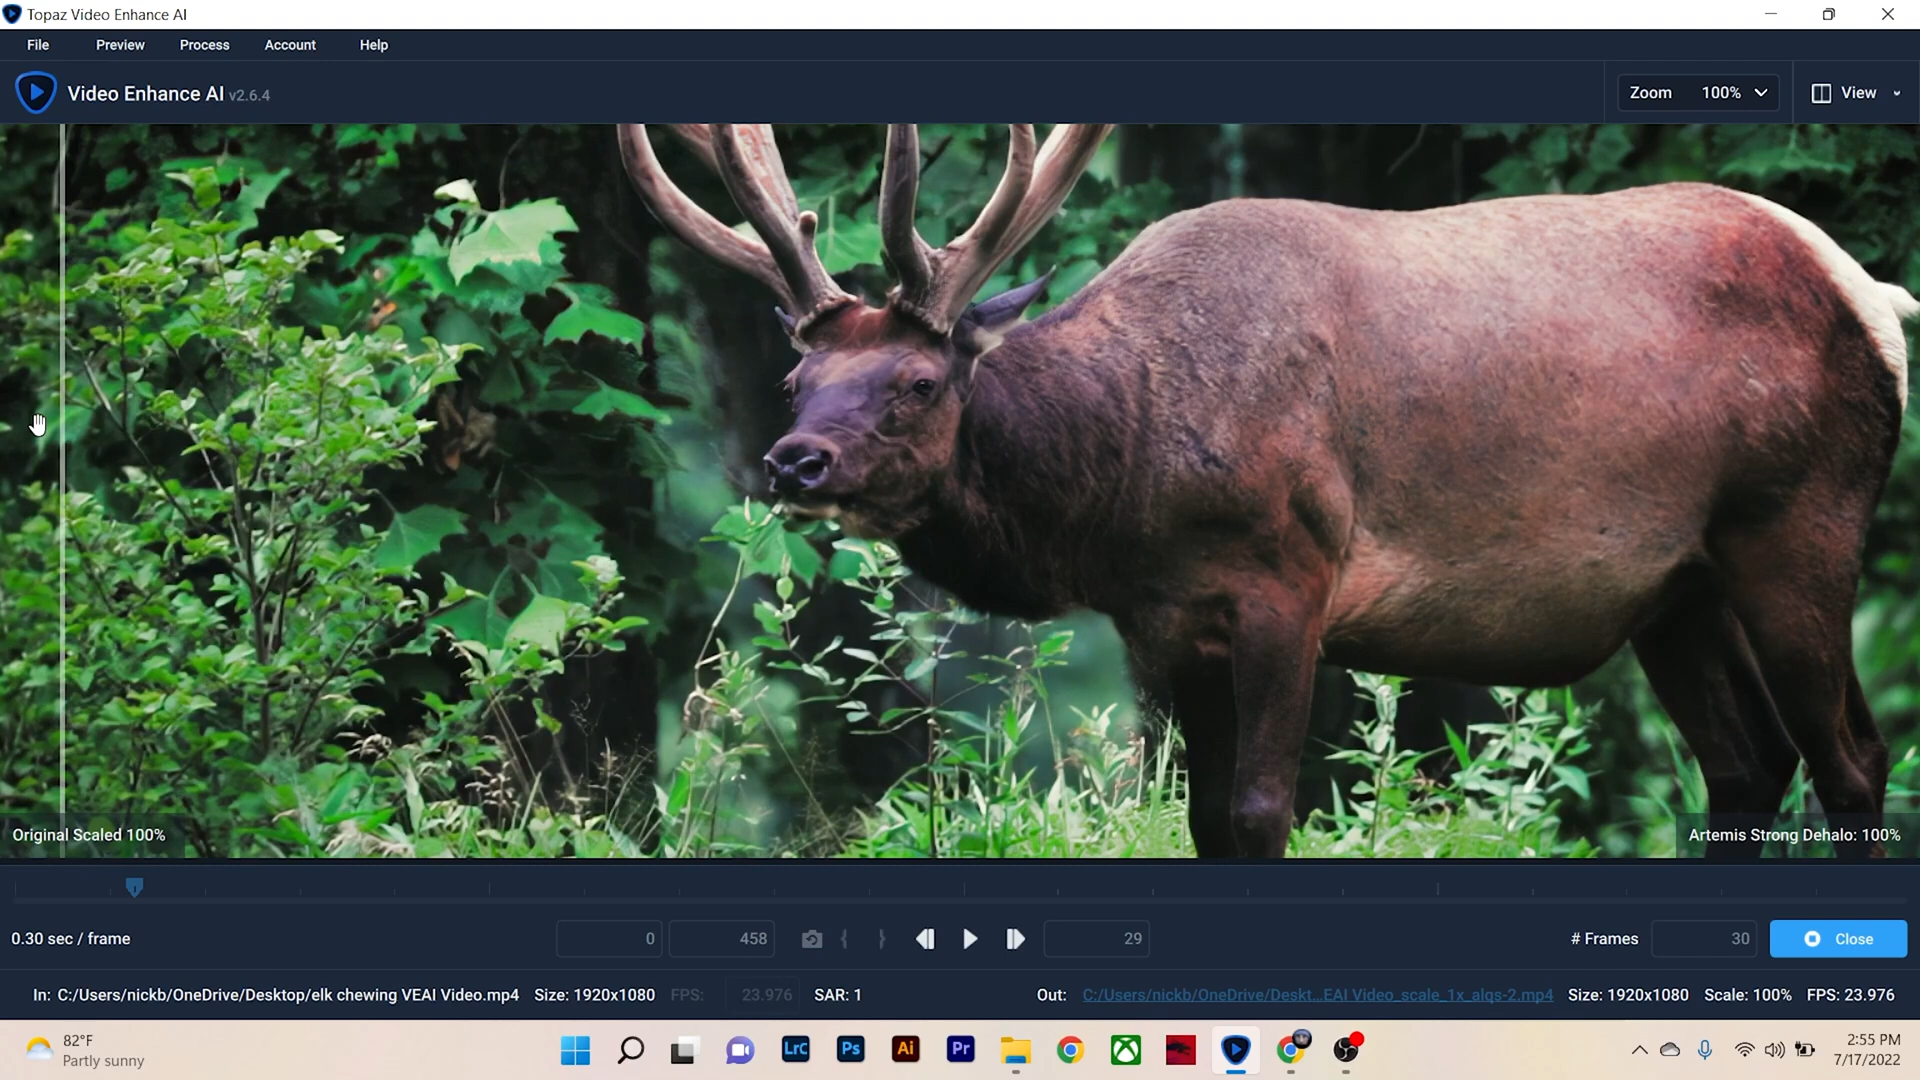 Topaz Video Enhance AI
File Preview Process Account Help
Video Enhance AI v2.6.4
Zoom 100% View
Original Scaled 100%
Artemis Strong Dehalo: 100%
0.30 sec / frame 0 458 29 # Frames 30 Close
In: C:/Users/nickb/OneDrive/Desktop/elk chewing VEAI Video.mp4 Size: 1920x1080 FPS: 23.976 SAR: 1 Out: C:/Users/nickb/OneDrive/Deskt...EAI Video_scale_1x_alqs-2.mp4 Size: 1920x1080 Scale: 100% FPS: 23.976
82°F
Partly sunny
LrC Ps Ai Pr
2:55 PM
7/17/2022